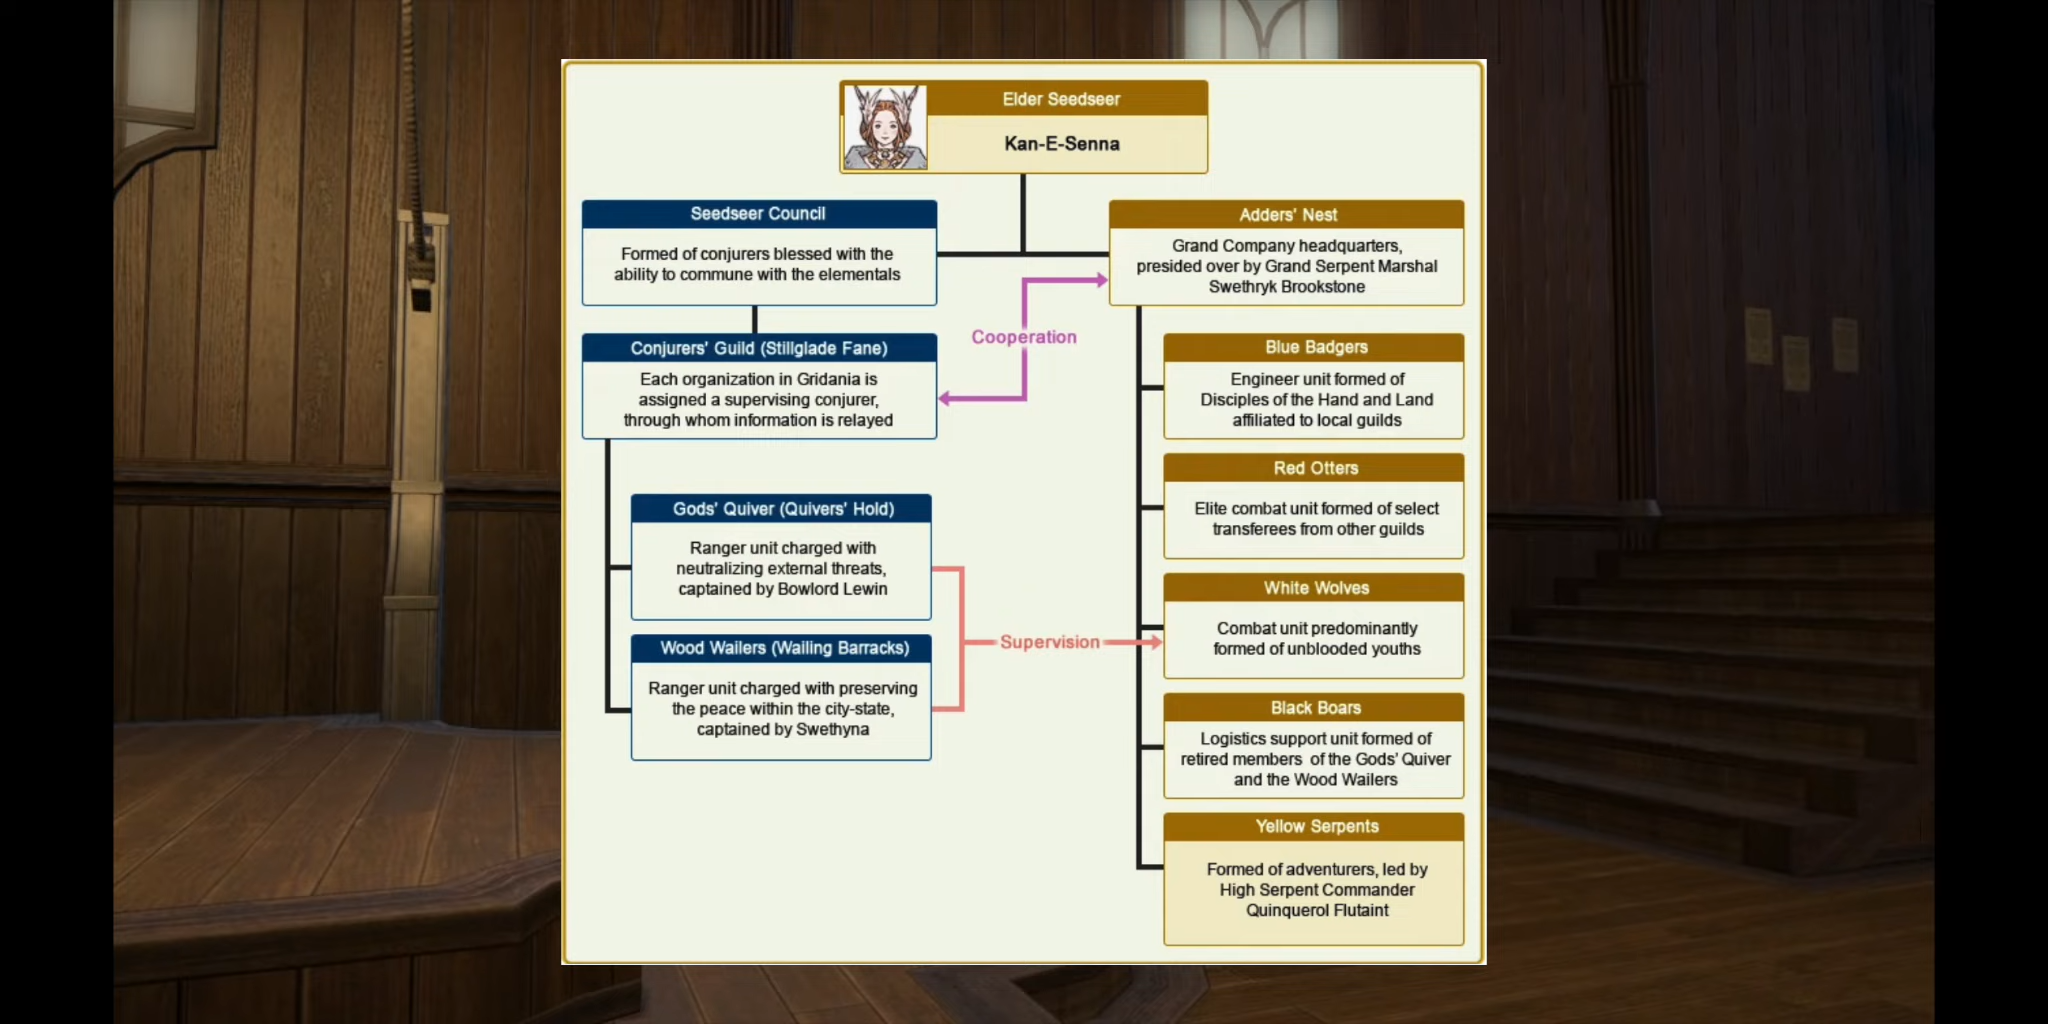 Elder Seedseer
Kan-E-Senna
Seedseer Council
Formed of conjurers blessed with the
ability to commune with the elementals
Adders' Nest
Grand Company headquarters,
presided over by Grand Serpent Marshal
Swethryk Brookstone
Cooperation
Conjurers' Guild (Stillglade Fane)
Each organization in Gridania is
assigned a supervising conjurer,
through whom information is relayed
Gods' Quiver (Quivers' Hold)
Ranger unit charged with
neutralizing external threats,
captained by Bowlord Lewin
Wood Wailers (Wailing Barracks)
Ranger unit charged with preserving
the peace within the city-state,
captained by Swethyna
Supervision
Blue Badgers
Engineer unit formed of
Disciples of the Hand and Land
affiliated to local guilds
Red Otters
Elite combat unit formed of select
transferees from other guilds
White Wolves
Combat unit predominantly
formed of unblooded youths
Black Boars
Logistics support unit formed of
retired members of the Gods' Quiver
and the Wood Wailers
Yellow Serpents
Formed of adventurers, led by
High Serpent Commander
Quinquerol Flutaint